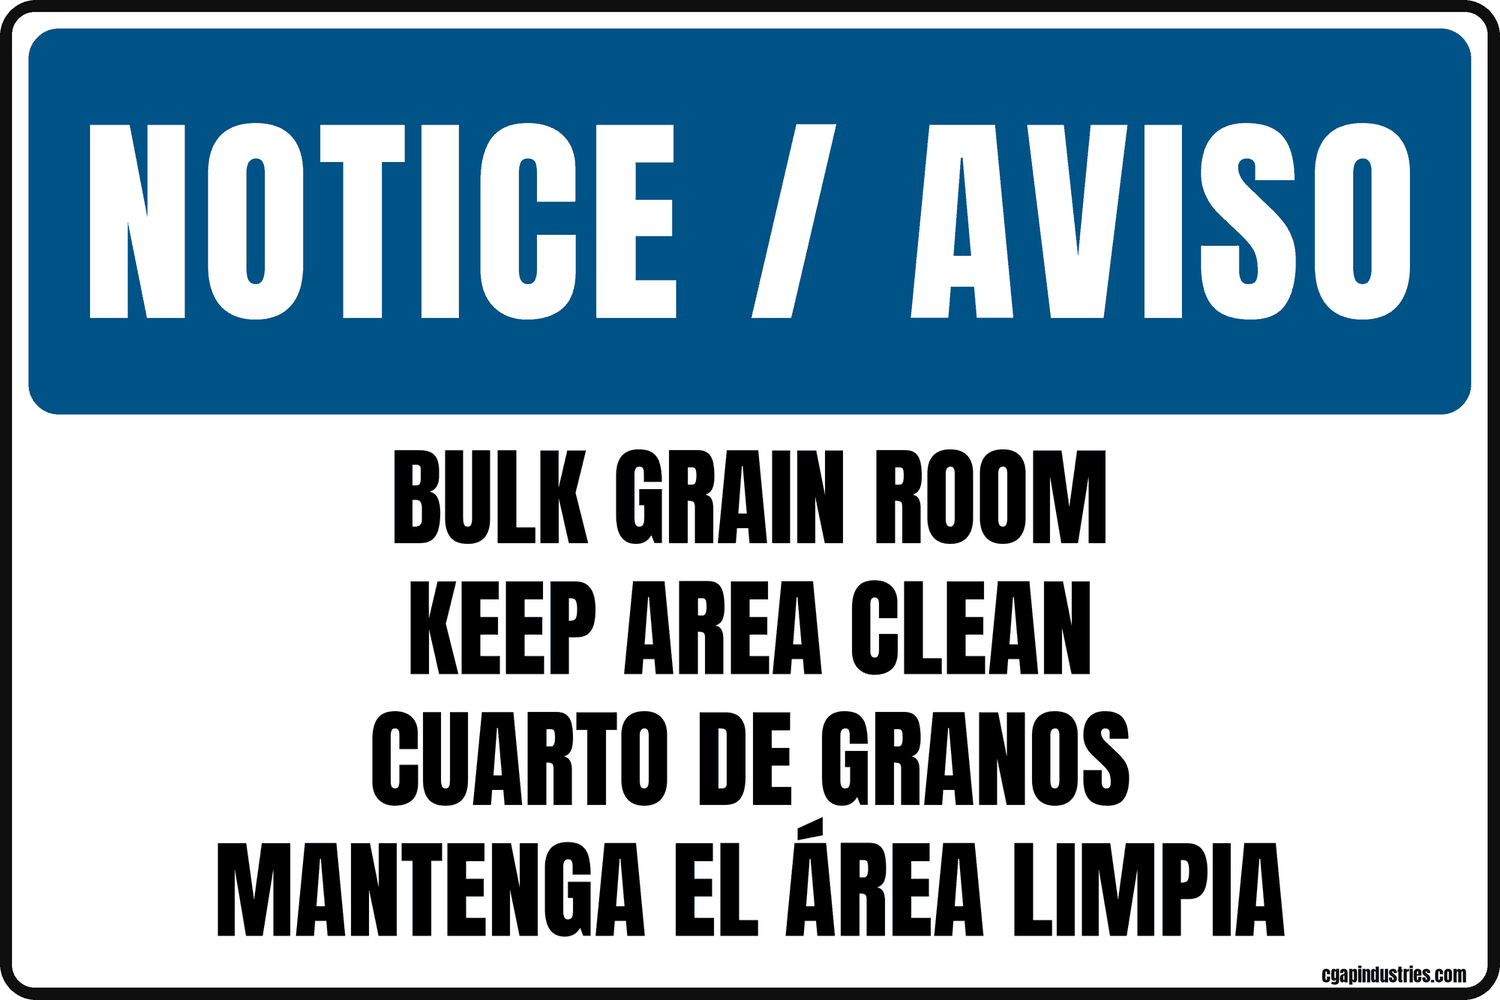 NOTICE / AVISO
BULK GRAIN ROOM
KEEP AREA CLEAN
CUARTO DE GRANOS
MANTENGA EL ÁREA LIMPIA
cgapindustries.com